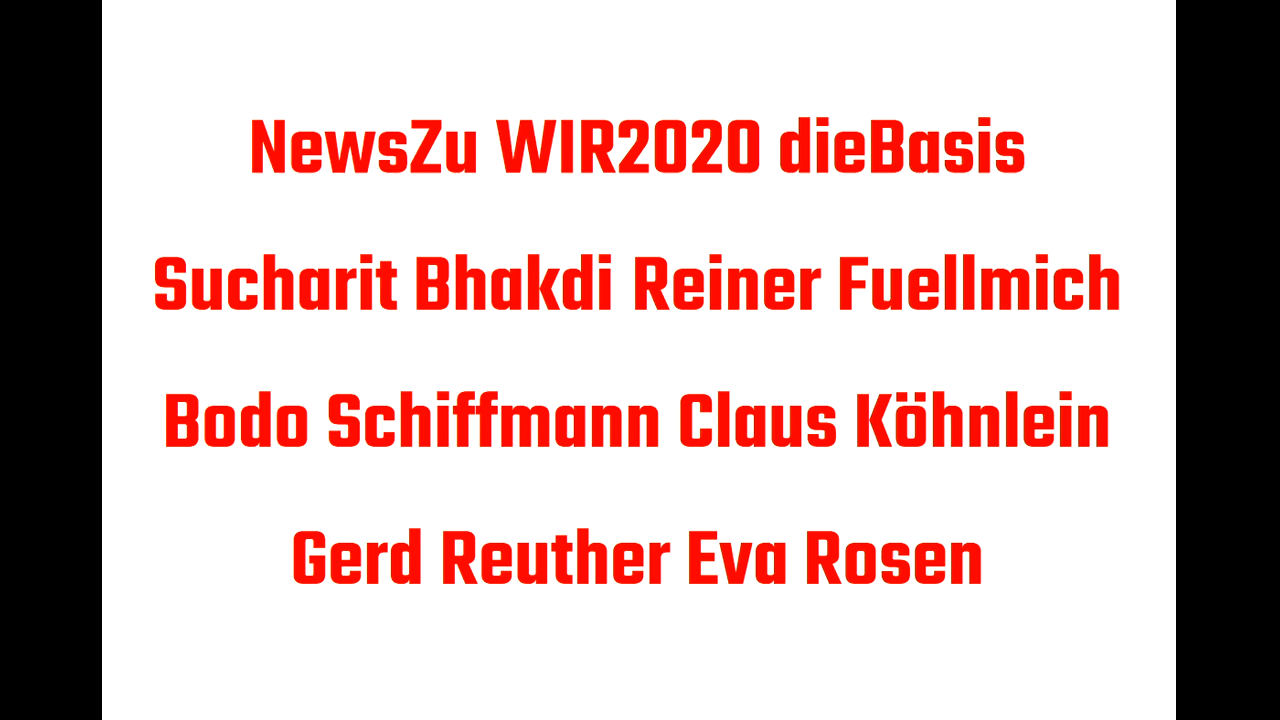 NewsZu WIR2020 dieBasis
Sucharit Bhakdi Reiner Fuellmich
Bodo Schiffmann Claus Köhnlein
Gerd Reuther Eva Rosen